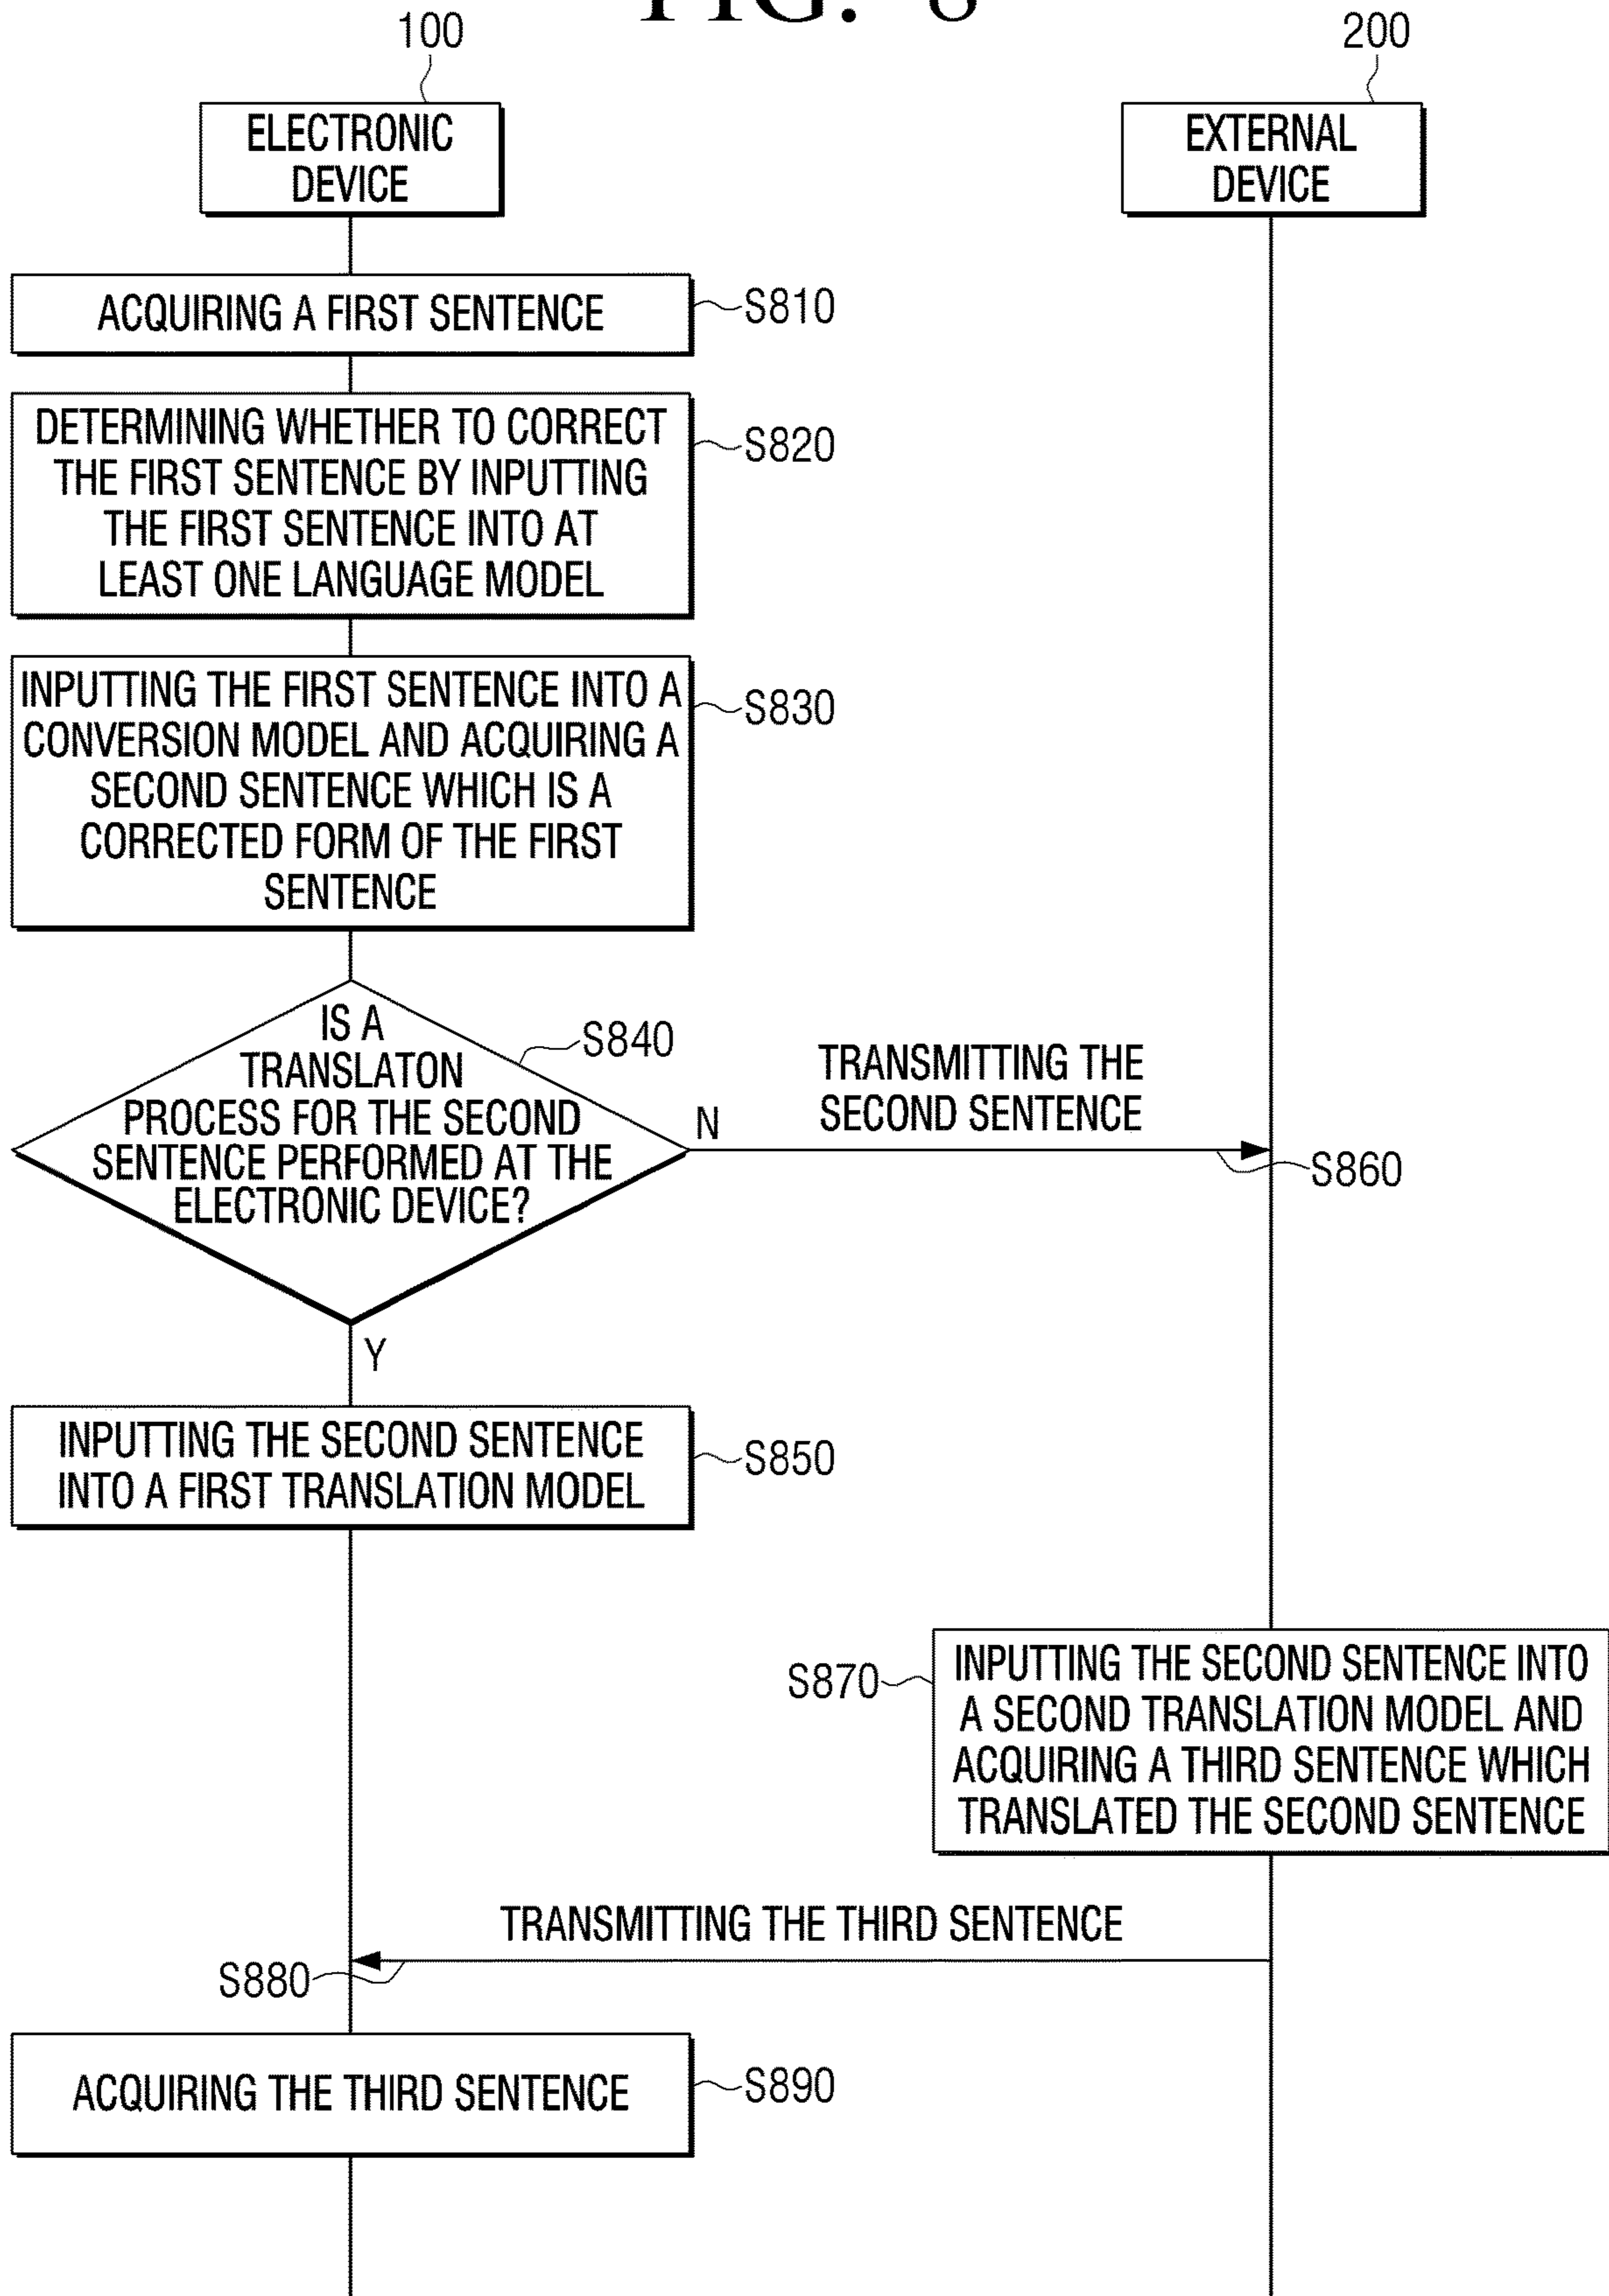 FIG. 8
100
200
ELECTRONIC
DEVICE
EXTERNAL
DEVICE
ACQUIRING A FIRST SENTENCE
S810
DETERMINING WHETHER TO CORRECT
THE FIRST SENTENCE BY INPUTTING
THE FIRST SENTENCE INTO AT
LEAST ONE LANGUAGE MODEL
S820
INPUTTING THE FIRST SENTENCE INTO A
CONVERSION MODEL AND ACQUIRING A
SECOND SENTENCE WHICH IS A
CORRECTED FORM OF THE FIRST
SENTENCE
S830
IS A
TRANSLATON
PROCESS FOR THE SECOND
SENTENCE PERFORMED AT THE
ELECTRONIC DEVICE?
S840
N
TRANSMITTING THE
SECOND SENTENCE
S860
Y
INPUTTING THE SECOND SENTENCE
INTO A FIRST TRANSLATION MODEL
S850
S870
INPUTTING THE SECOND SENTENCE INTO
A SECOND TRANSLATION MODEL AND
ACQUIRING A THIRD SENTENCE WHICH
TRANSLATED THE SECOND SENTENCE
TRANSMITTING THE THIRD SENTENCE
S880
ACQUIRING THE THIRD SENTENCE
S890